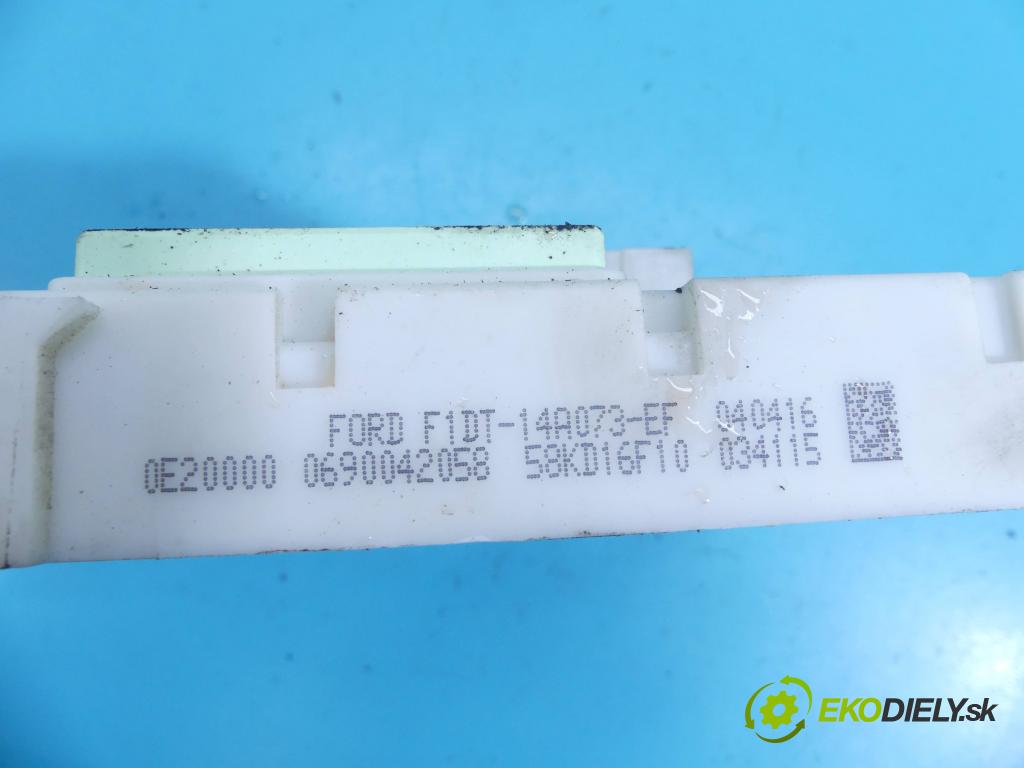 FORD F1DT-14A073-EF 040416
0E20000 0690042058 58KD16F10 034115
EKODIELY.sk